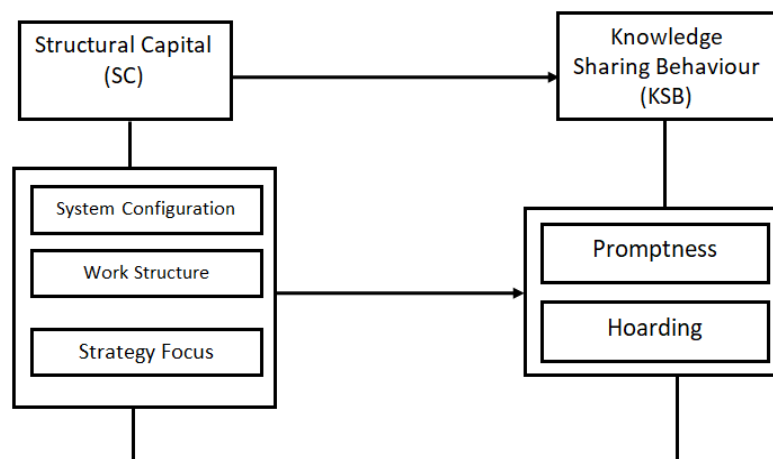 Structural Capital
(SC)
Knowledge
Sharing Behaviour
(KSB)
System Configuration
Work Structure
Strategy Focus
Promptness
Hoarding